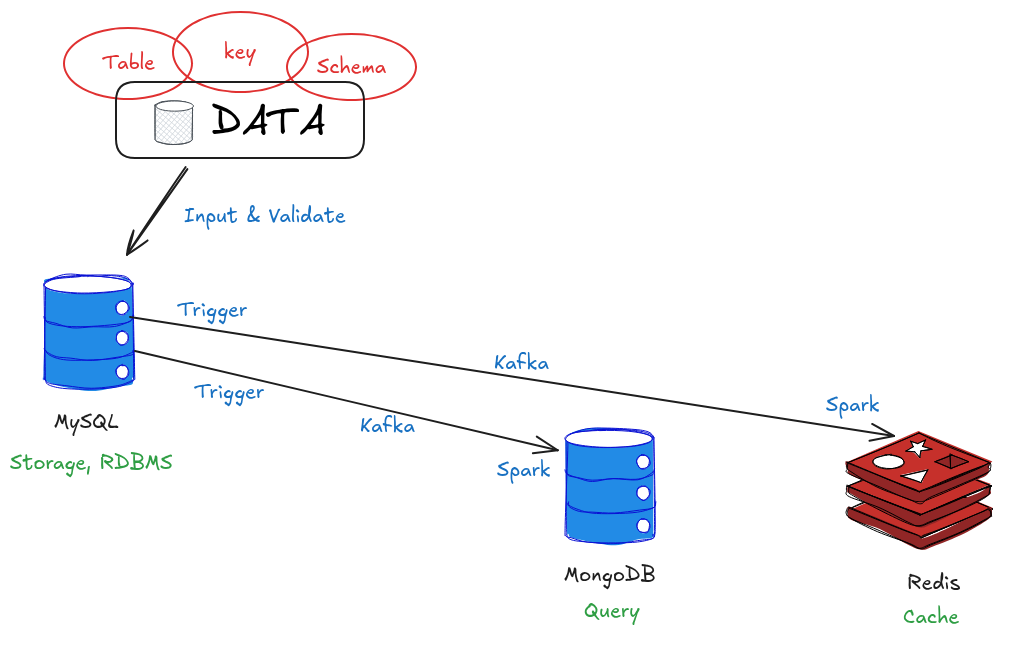 Table
key
Schema
DATA
Input & Validate
Trigger
Kafka
Trigger
Spark
Kafka
MySQL
Storage, RDBMS
Spark
MongoDB
Redis
Query
Cache